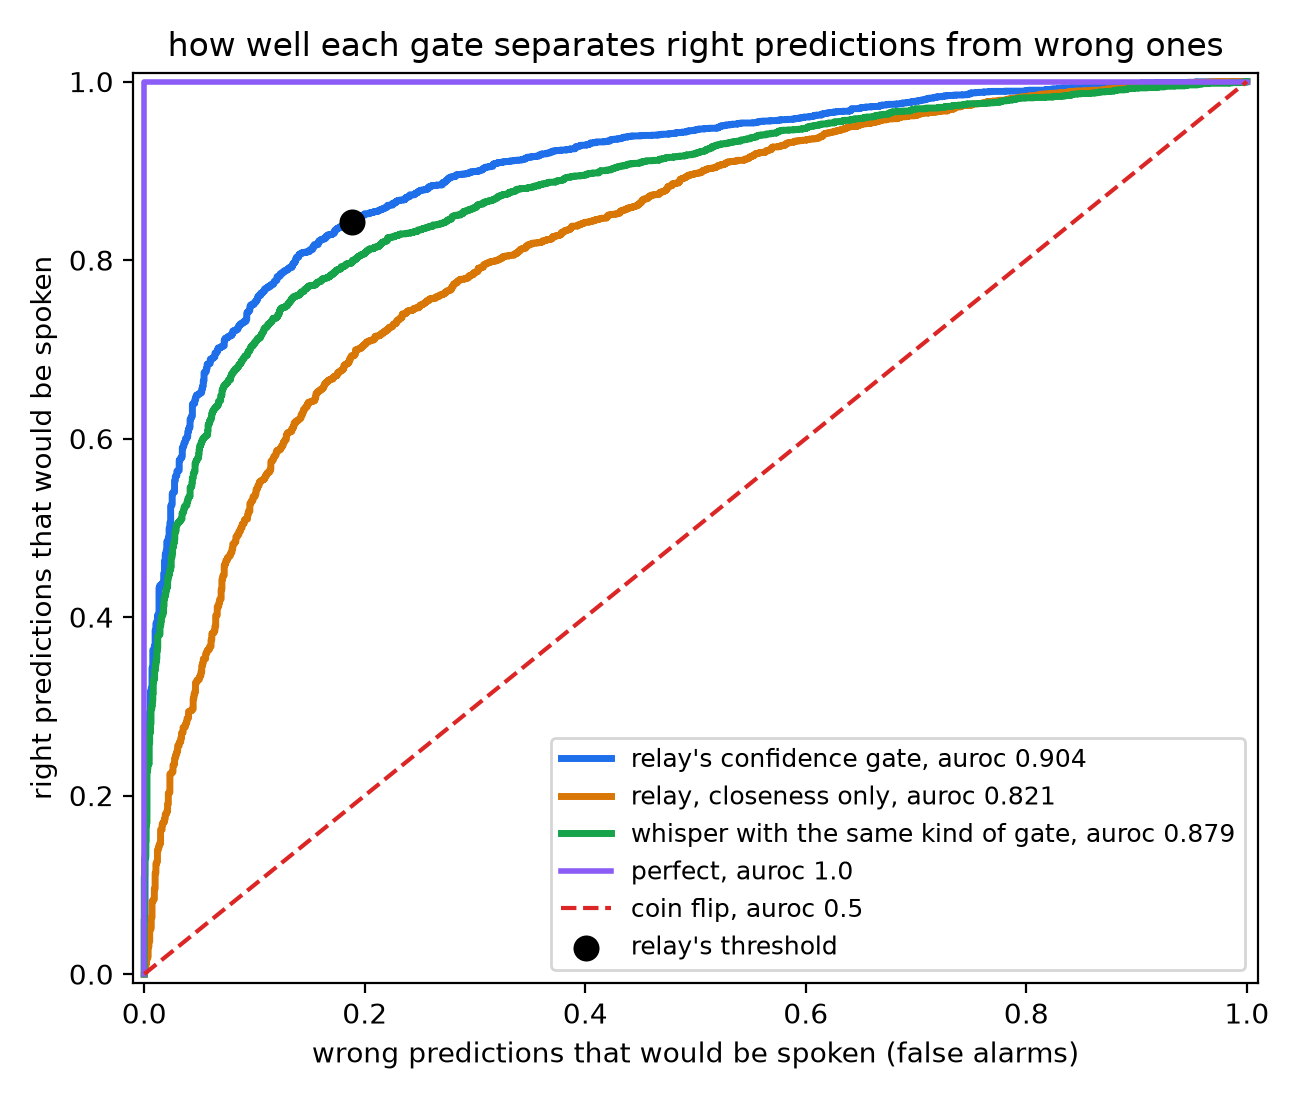 how well each gate separates right predictions from wrong ones
right predictions that would be spoken
1.0
0.8
0.6
0.4
0.2
0.0
relay's confidence gate, auroc 0.904
relay, closeness only, auroc 0.821
whisper with the same kind of gate, auroc 0.879
perfect, auroc 1.0
coin flip, auroc 0.5
relay's threshold
0.0 0.2 0.4 0.6 0.8 1.0
wrong predictions that would be spoken (false alarms)